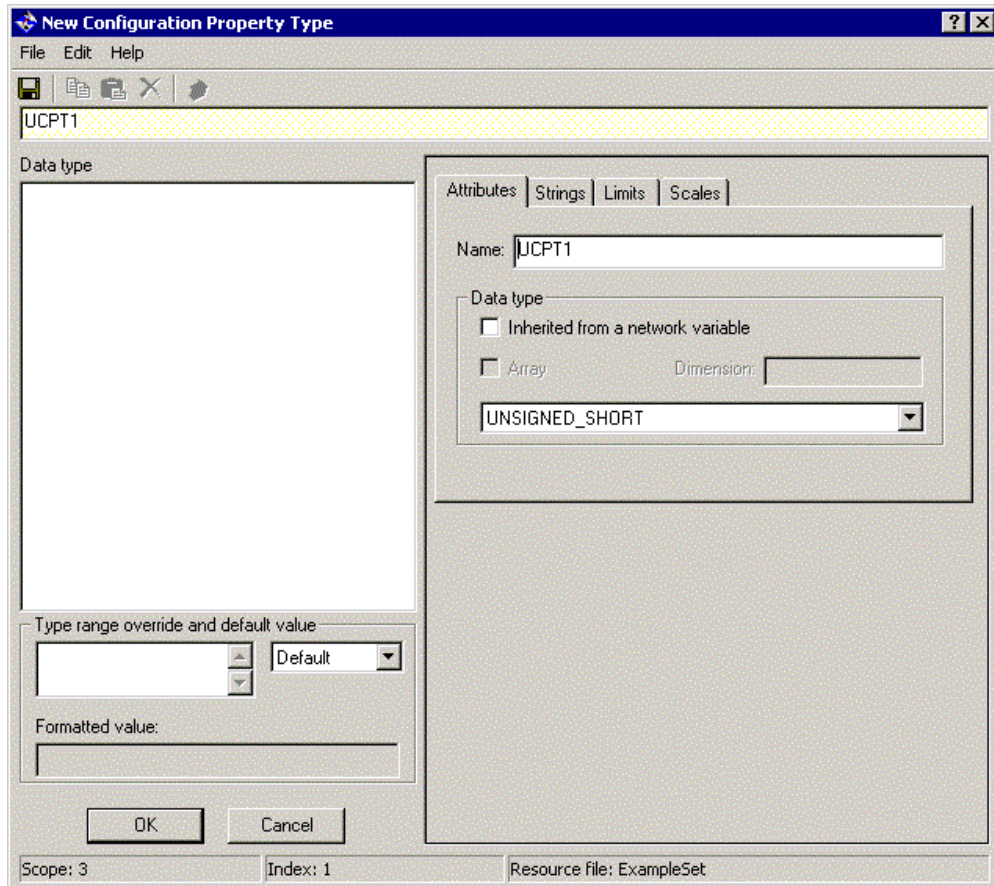 New Configuration Property Type
File Edit Help
UCPT1
Data type
Attributes Strings Limits Scales
Name: UCPT1
Data type
Inherited from a network variable
Array Dimension:
UNSIGNED_SHORT
Type range override and default value
Default
Formatted value:
OK Cancel
Scope: 3 Index: 1 Resource file: ExampleSet